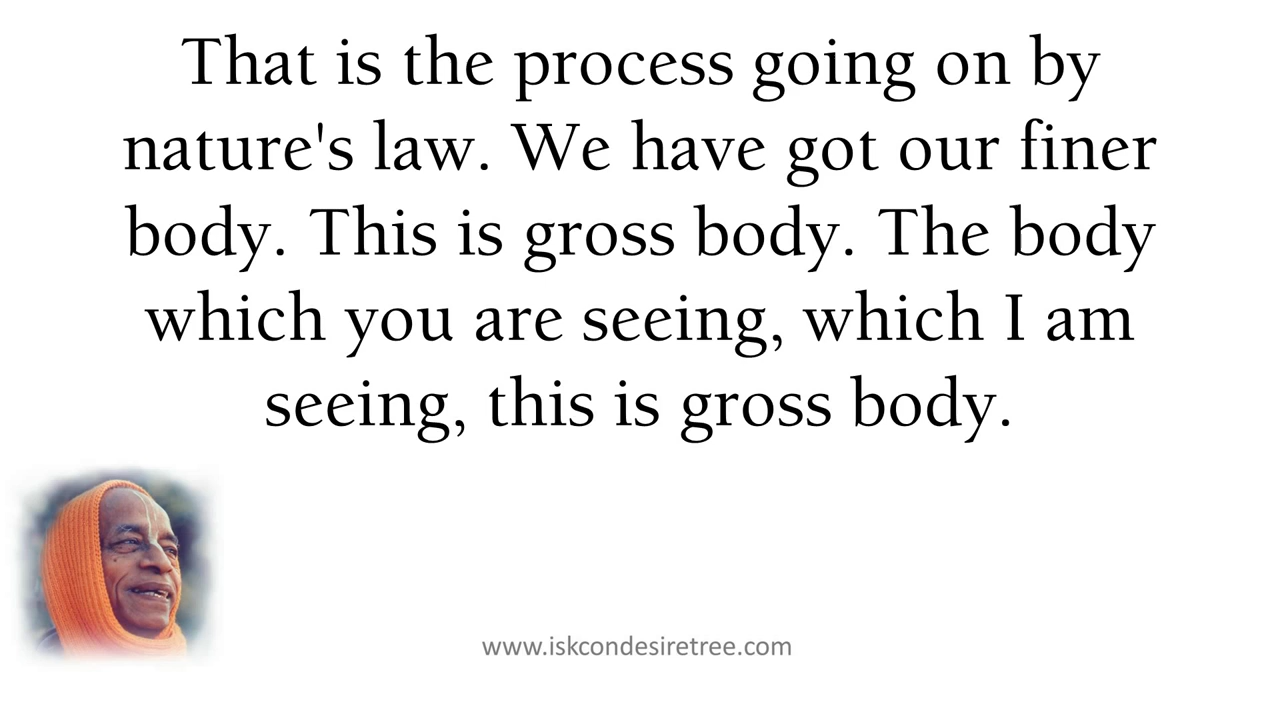 That is the process going on by
nature's law. We have got our finer
body. This is gross body. The body
which you are seeing, which I am
seeing, this is gross body.
www.iskcondesiretree.com